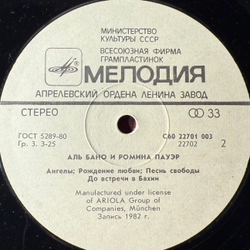 МИНИСТЕРСТВО
КУЛЬТУРЫ СССР
ВСЕСОЮЗНАЯ ФИРМА
ГРАМПЛАСТИНОК
МЕЛОДИЯ
АПРЕЛЕВСКИЙ ОРДЕНА ЛЕНИНА ЗАВОД
СТЕРЕО 33
ГОСТ 5289-80 С60 22701 003
Гр. 3. 3-25 22702 2
АЛЬ БАНО И РОМИНА ПАУЭР
Ангелы; Рождение любви; Песнь свободы
До встречи в Бахии
Manufactured under license
of ARIOLA Group of
Companies, München
Запись 1982 г.